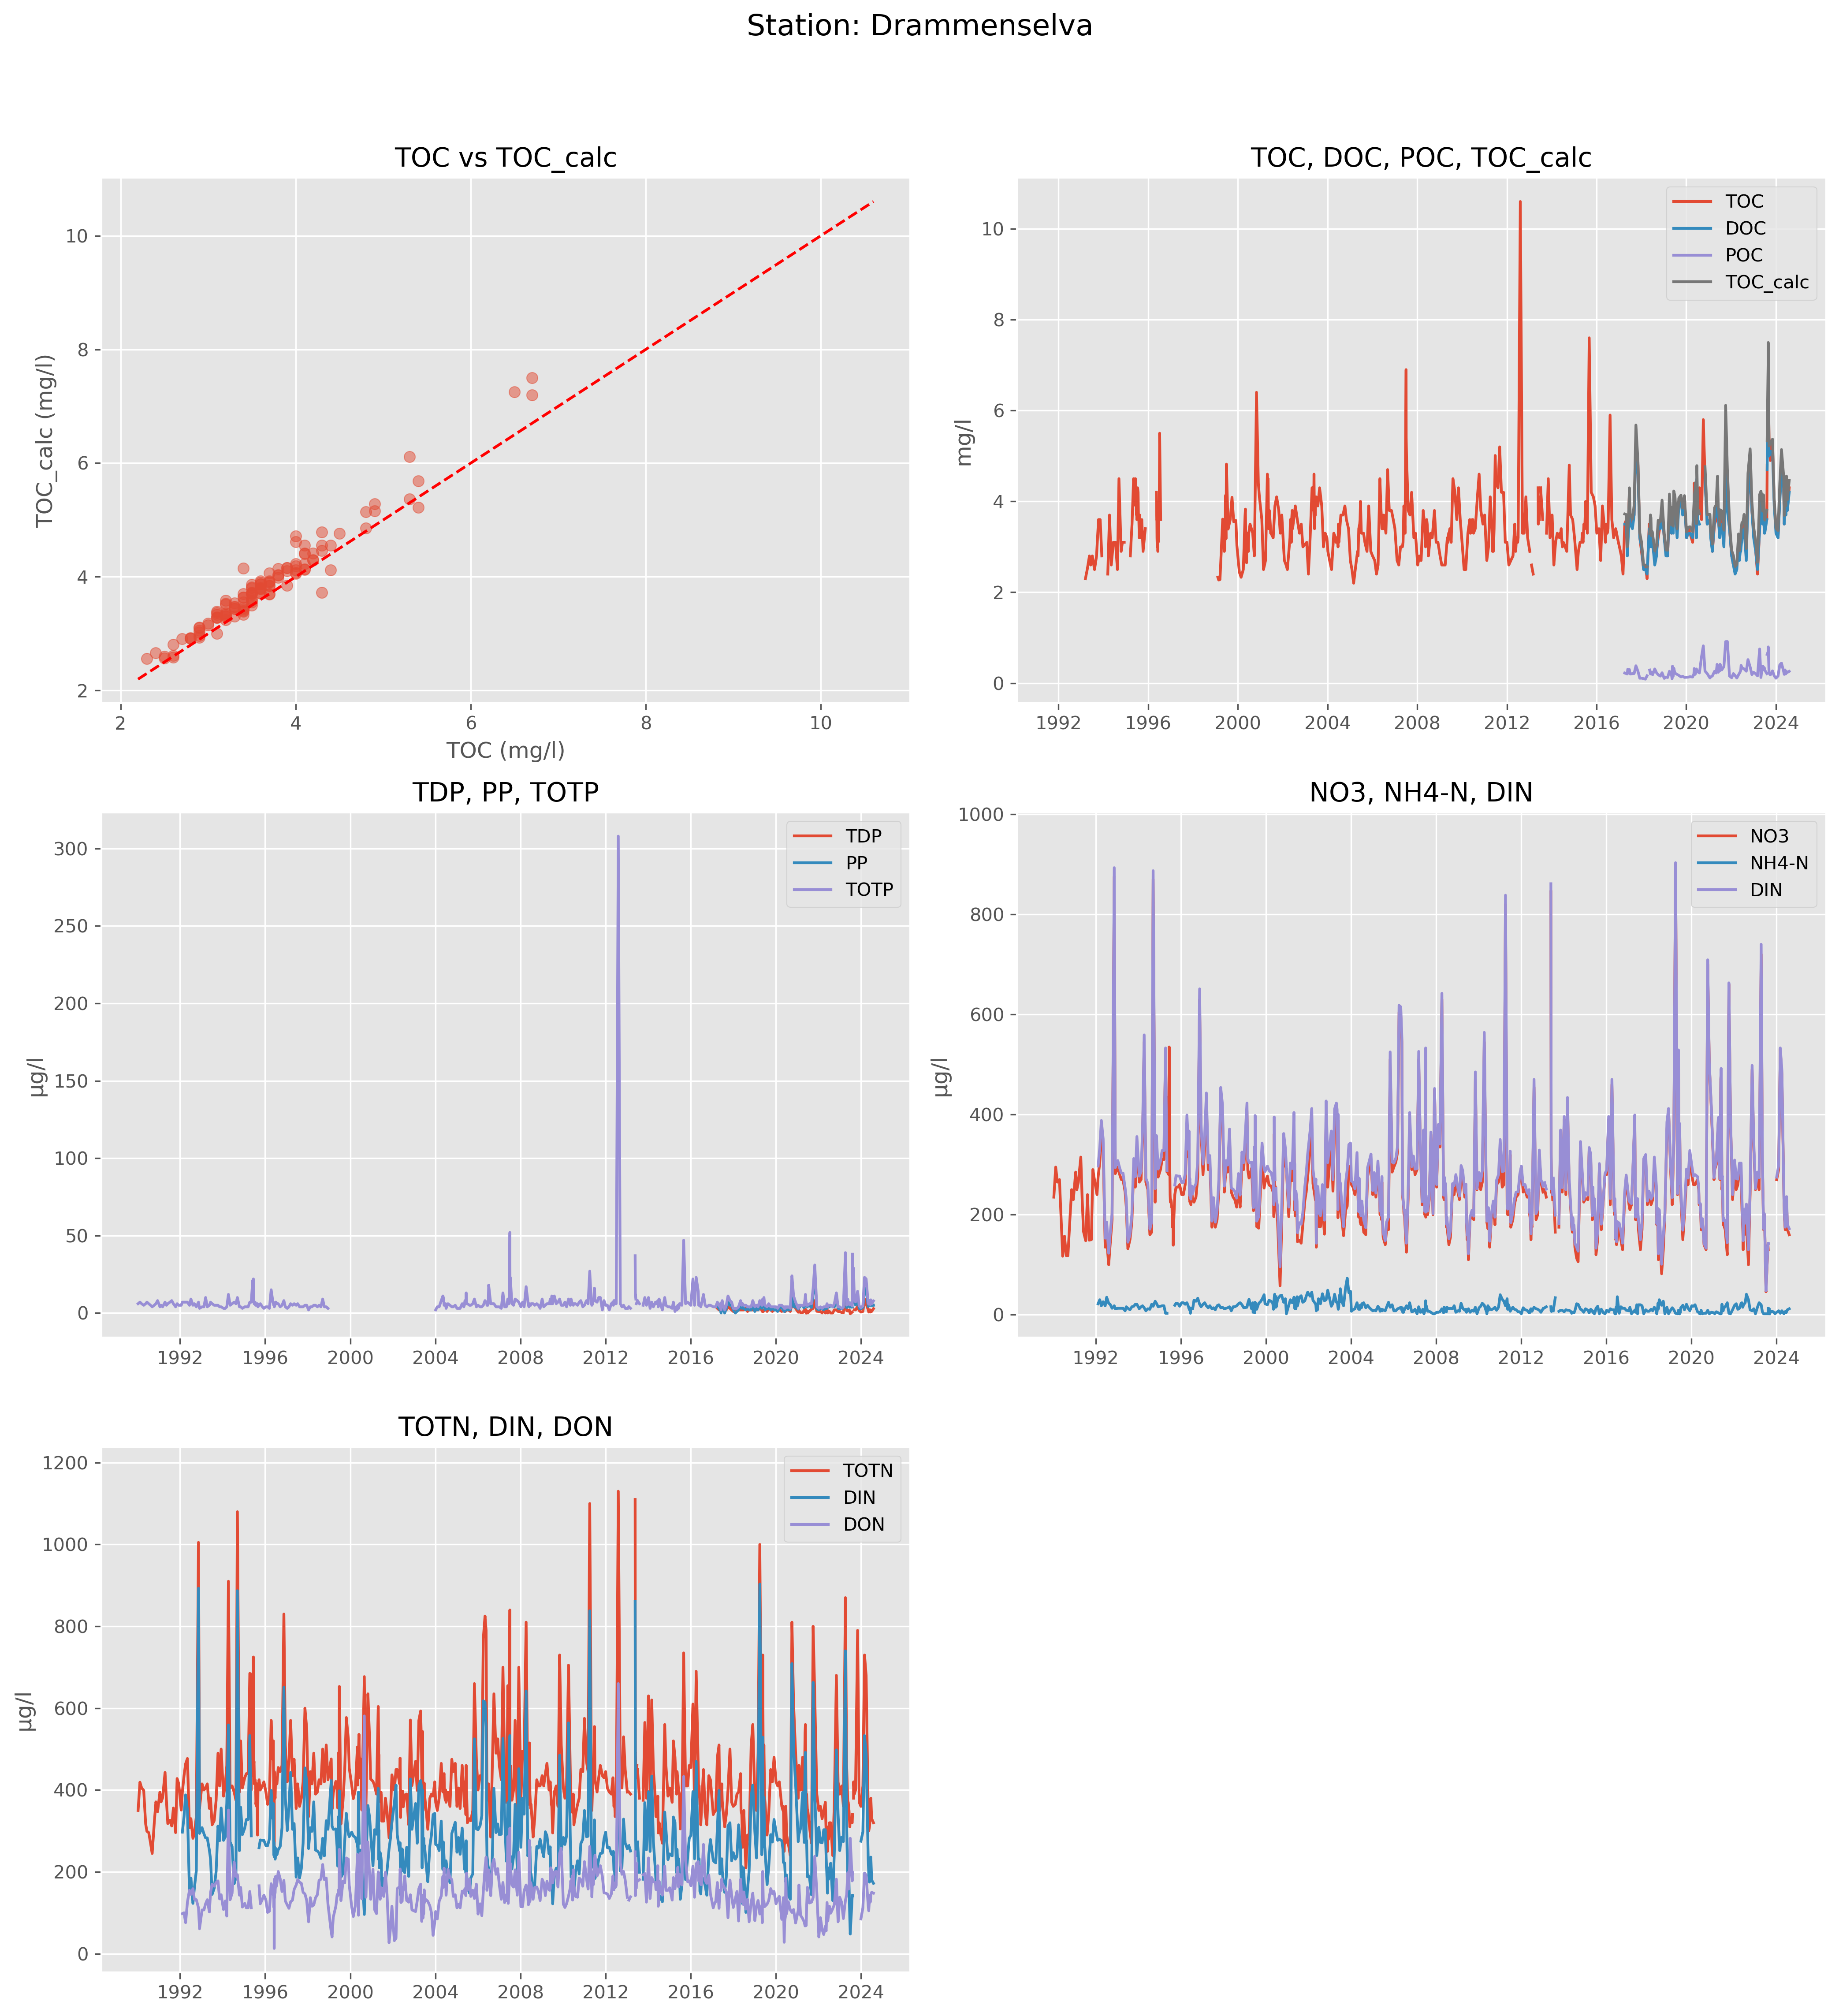 Station: Drammenselva
TOC vs TOC_calc
TOC_calc (mg/l)
10
8
6
4
2
2 4 6 8 10
TOC (mg/l)
TOC, DOC, POC, TOC_calc
mg/l
10
8
6
4
2
0
TOC
DOC
POC
TOC_calc
1992 1996 2000 2004 2008 2012 2016 2020 2024
TDP, PP, TOTP
µg/l
300
250
200
150
100
50
0
TDP
PP
TOTP
1992 1996 2000 2004 2008 2012 2016 2020 2024
NO3, NH4-N, DIN
µg/l
1000
800
600
400
200
0
NO3
NH4-N
DIN
1992 1996 2000 2004 2008 2012 2016 2020 2024
TOTN, DIN, DON
µg/l
1200
1000
800
600
400
200
0
TOTN
DIN
DON
1992 1996 2000 2004 2008 2012 2016 2020 2024